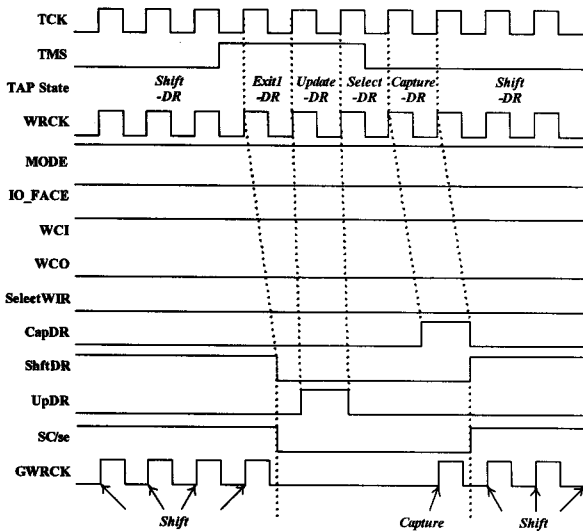 TCK
TMS
TAP State
Shift -DR
Exit1 -DR
Update -DR
Select -DR
Capture -DR
Shift -DR
WRCK
MODE
IO_FACE
WCI
WCO
SelectWIR
CapDR
ShftDR
UpDR
SC/se
GWRCK
Shift
Capture
Shift